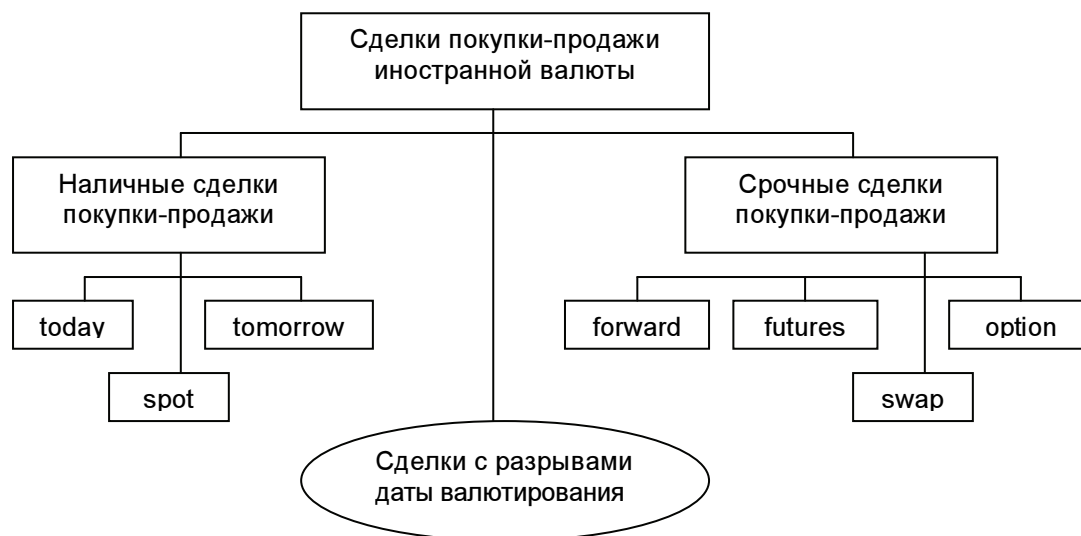 Сделки покупки-продажи
иностранной валюты
Наличные сделки
покупки-продажи
Срочные сделки
покупки-продажи
today
tomorrow
forward
futures
option
spot
swap
Сделки с разрывами
даты валютирования